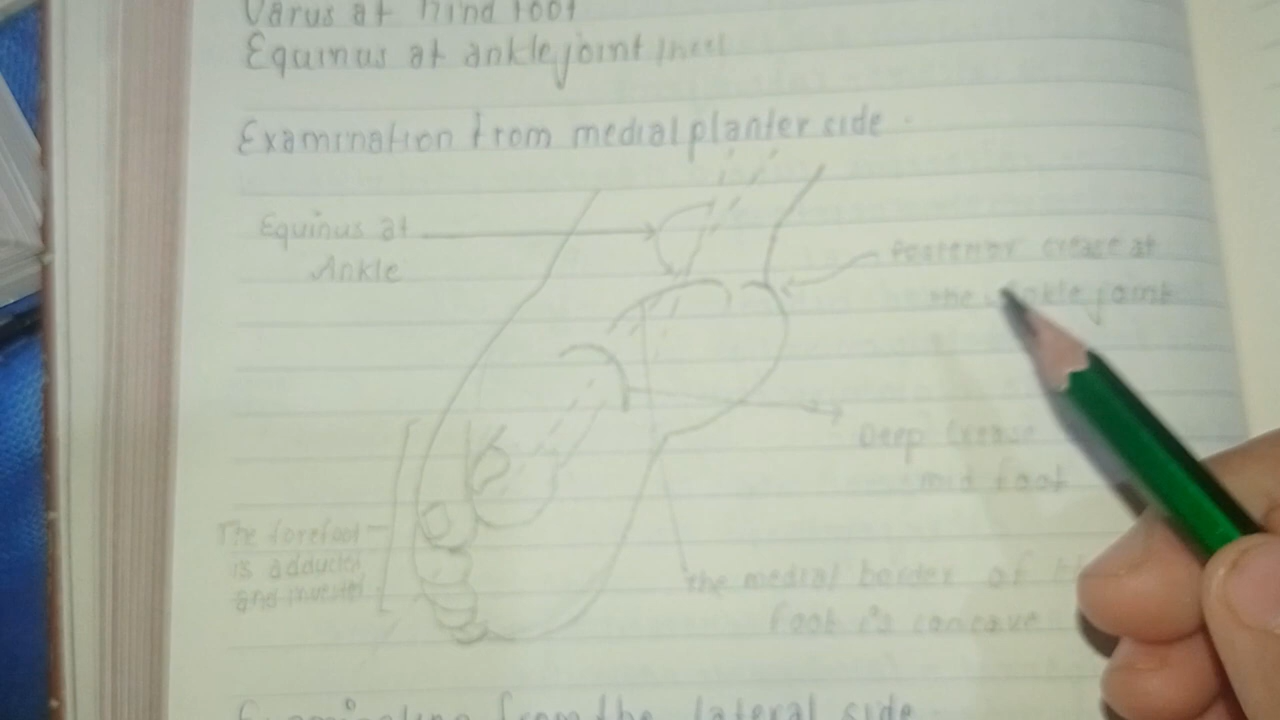 Varus at hind foot
Equinus at ankle joint
Examination from medial planter side
Equinus at
Ankle
Posterior crease at
the ankle joint
Deep Crease
mid foot
The forefoot
is adducted
and inverted
the medial border of
foot is concave
from the lateral side